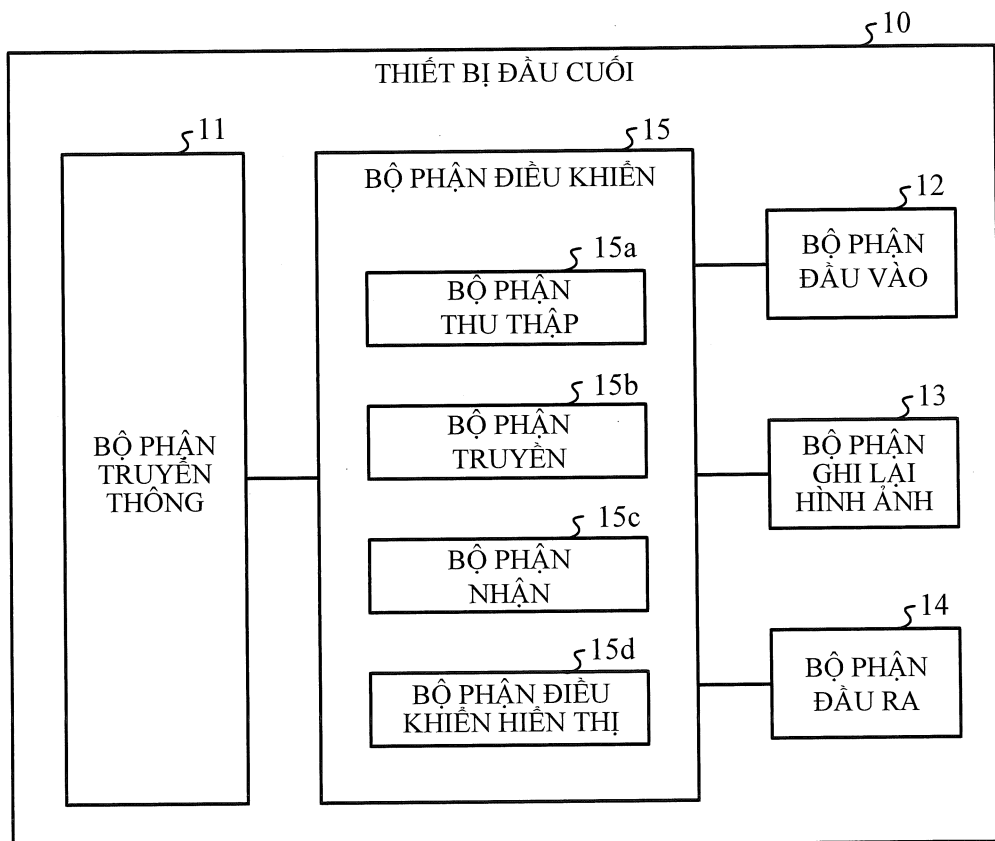 10
THIẾT BỊ ĐẦU CUỐI
11
BỘ PHẬN
TRUYỀN
THÔNG
15
BỘ PHẬN ĐIỀU KHIỂN
15a
BỘ PHẬN
THU THẬP
15b
BỘ PHẬN
TRUYỀN
15c
BỘ PHẬN
NHẬN
15d
BỘ PHẬN ĐIỀU
KHIỂN HIỂN THỊ
12
BỘ PHẬN
ĐẦU VÀO
13
BỘ PHẬN
GHI LẠI
HÌNH ẢNH
14
BỘ PHẬN
ĐẦU RA